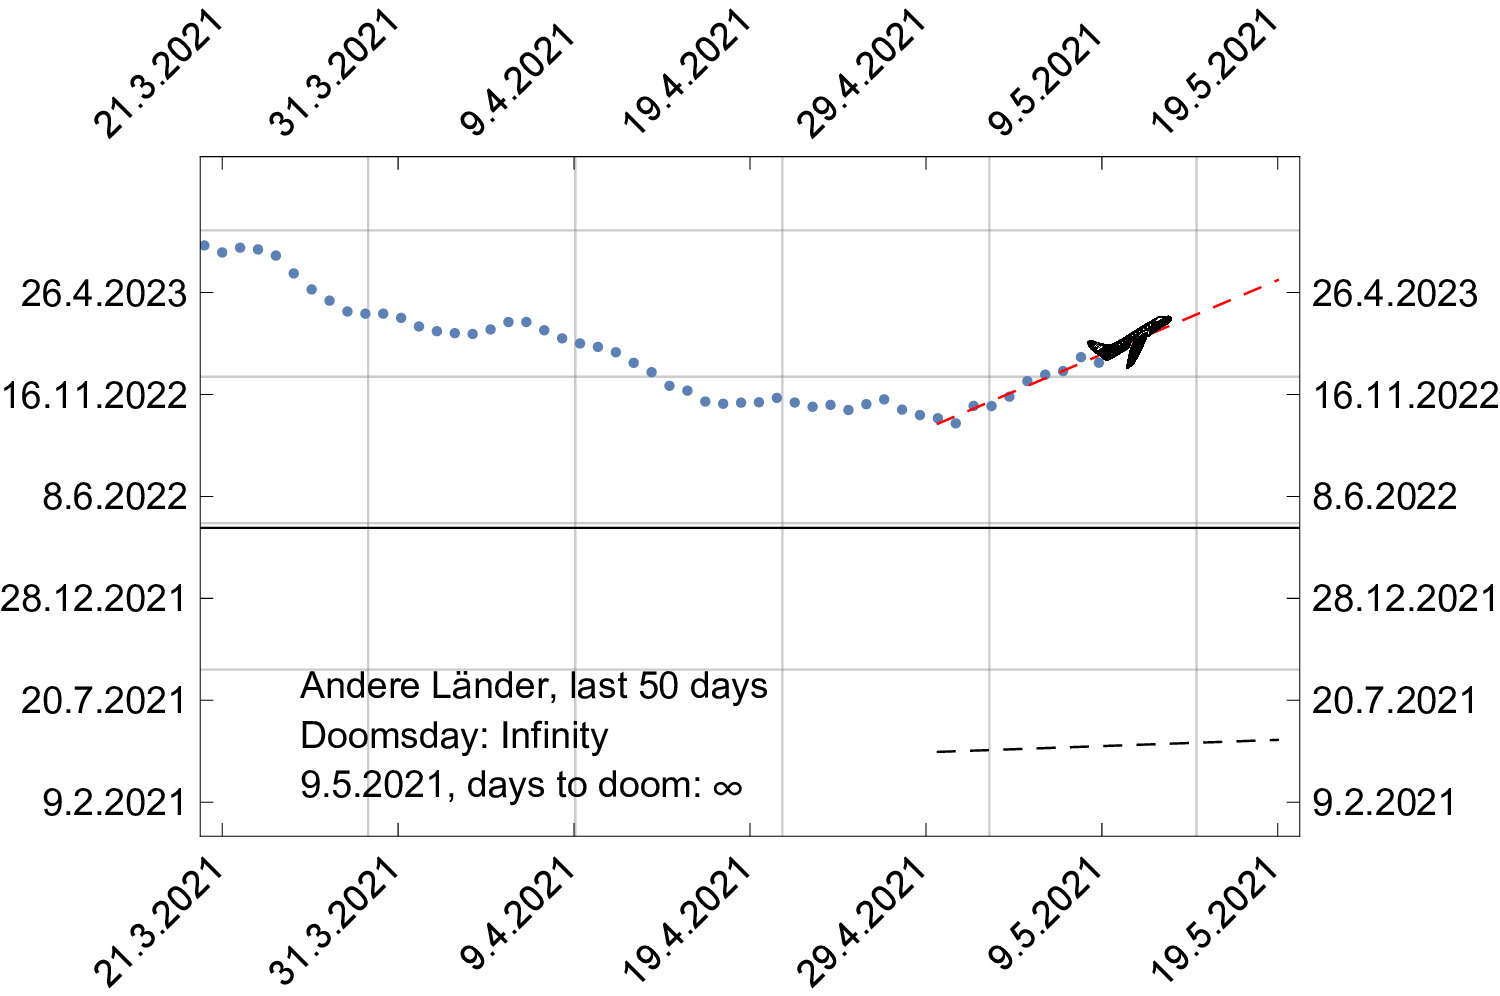 21.3.2021 31.3.2021 9.4.2021 19.4.2021 29.4.2021 9.5.2021 19.5.2021
26.4.2023 26.4.2023
16.11.2022 16.11.2022
8.6.2022 8.6.2022
28.12.2021 28.12.2021
20.7.2021 20.7.2021
9.2.2021 9.2.2021
Andere Länder, last 50 days
Doomsday: Infinity
9.5.2021, days to doom: ∞
21.3.2021 31.3.2021 9.4.2021 19.4.2021 29.4.2021 9.5.2021 19.5.2021